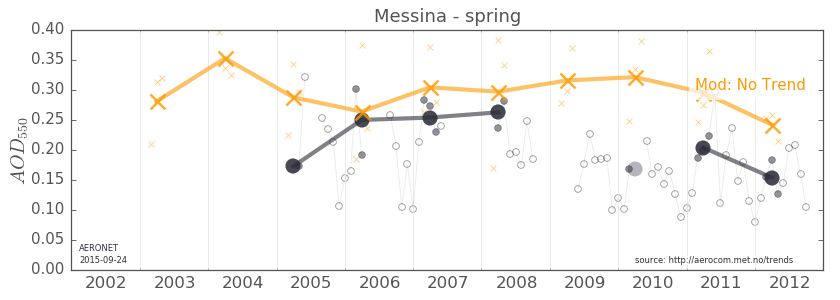 Messina - spring
0.40
0.35
0.30
0.25
0.20
0.15
0.10
0.05
0.00
AOD550
Mod: No Trend
AERONET
2015-09-24
source: http://aerocom.met.no/trends
2002 2003 2004 2005 2006 2007 2008 2009 2010 2011 2012